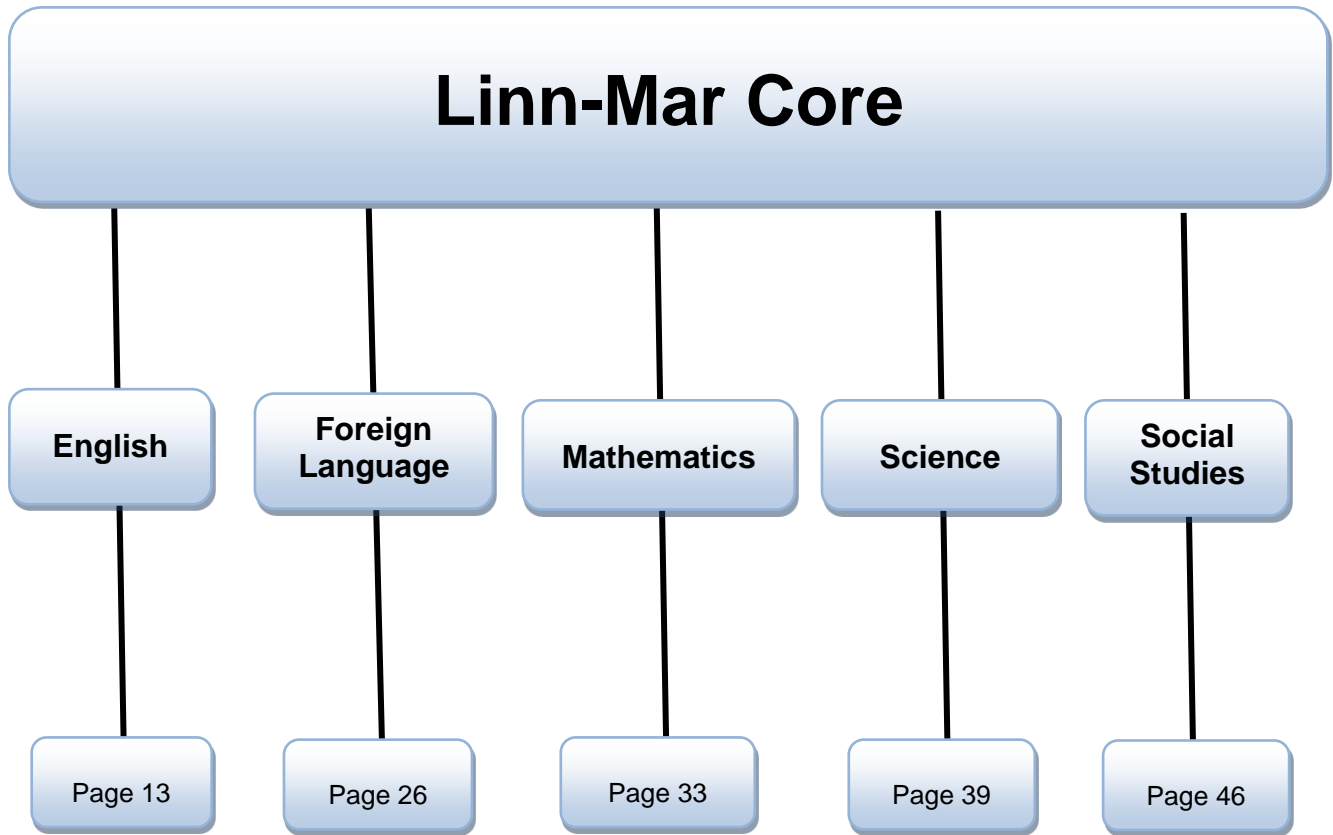 Linn-Mar Core
English
Foreign
Language
Mathematics
Science
Social
Studies
Page 13
Page 26
Page 33
Page 39
Page 46